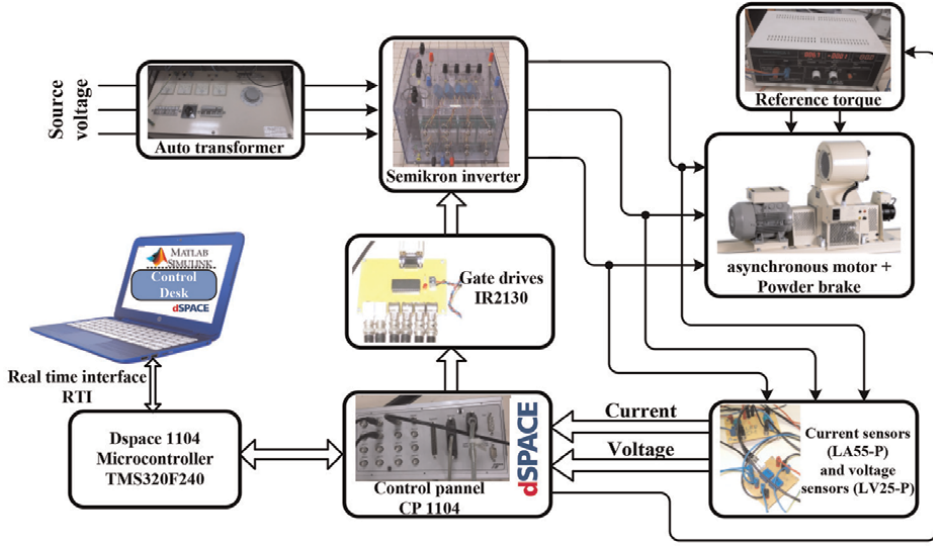 Source
voltage
Auto transformer
Semikron inverter
Reference torque
asynchronous motor +
Powder brake
MATLAB
SIMULINK
Control
Desk
dSPACE
Gate drives
IR2130
Real time interface
RTI
Dspace 1104
Microcontroller
TMS320F240
Control pannel
CP 1104
dSPACE
Current
Voltage
Current sensors
(LA55-P)
and voltage
sensors (LV25-P)